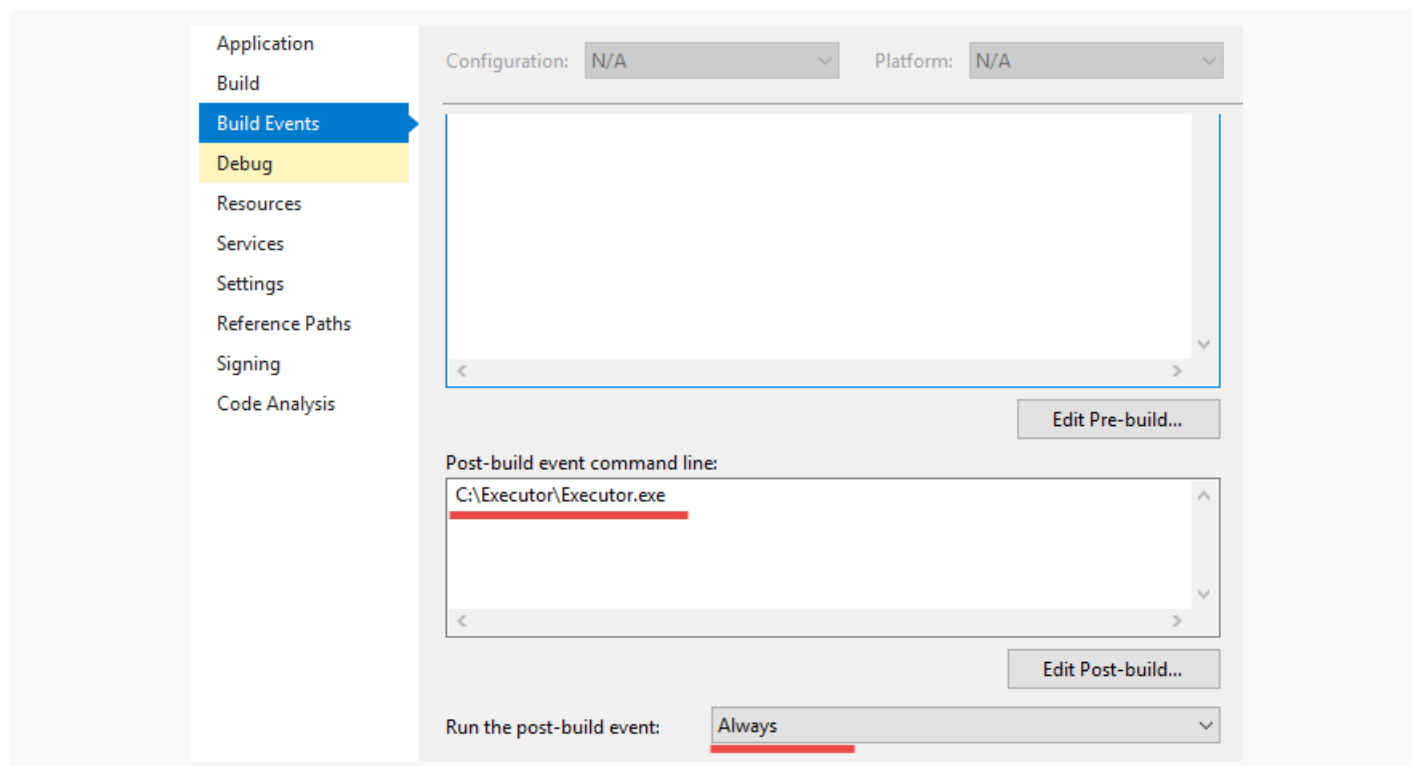 Application
Build
Build Events
Debug
Resources
Services
Settings
Reference Paths
Signing
Code Analysis
Configuration: N/A Platform: N/A
Edit Pre-build...
Post-build event command line:
C:\Executor\Executor.exe
Edit Post-build...
Run the post-build event: Always